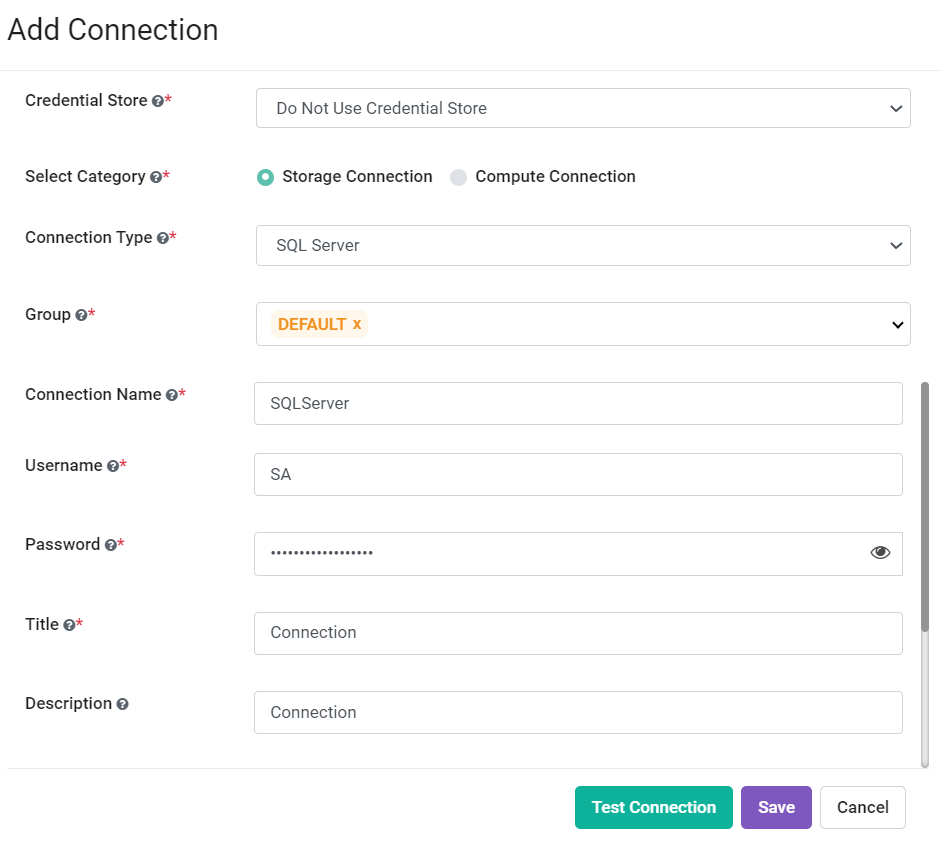 Add Connection
Credential Store ?* Do Not Use Credential Store
Select Category ?* Storage Connection Compute Connection
Connection Type ?* SQL Server
Group ?* DEFAULT x
Connection Name ?* SQLServer
Username ?* SA
Password ?* ••••••••••••••••••
Title ?* Connection
Description ? Connection
Test Connection Save Cancel